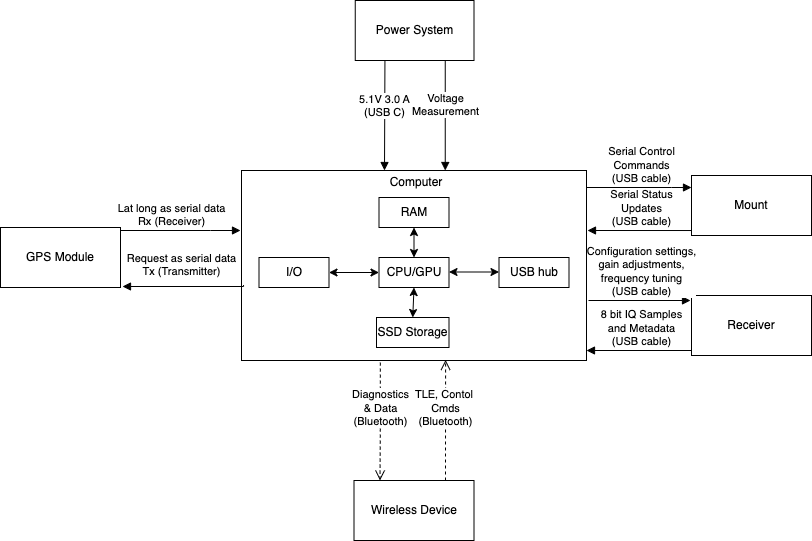 Power System
5.1V 3.0 A
(USB C)
Voltage
Measurement
Computer
RAM
I/O
CPU/GPU
USB hub
SSD Storage
Lat long as serial data
Rx (Receiver)
GPS Module
Request as serial data
Tx (Transmitter)
Serial Control
Commands
(USB cable)
Serial Status
Updates
(USB cable)
Mount
Configuration settings,
gain adjustments,
frequency tuning
(USB cable)
8 bit IQ Samples
and Metadata
(USB cable)
Receiver
Diagnostics
& Data
(Bluetooth)
TLE, Contol
Cmds
(Bluetooth)
Wireless Device